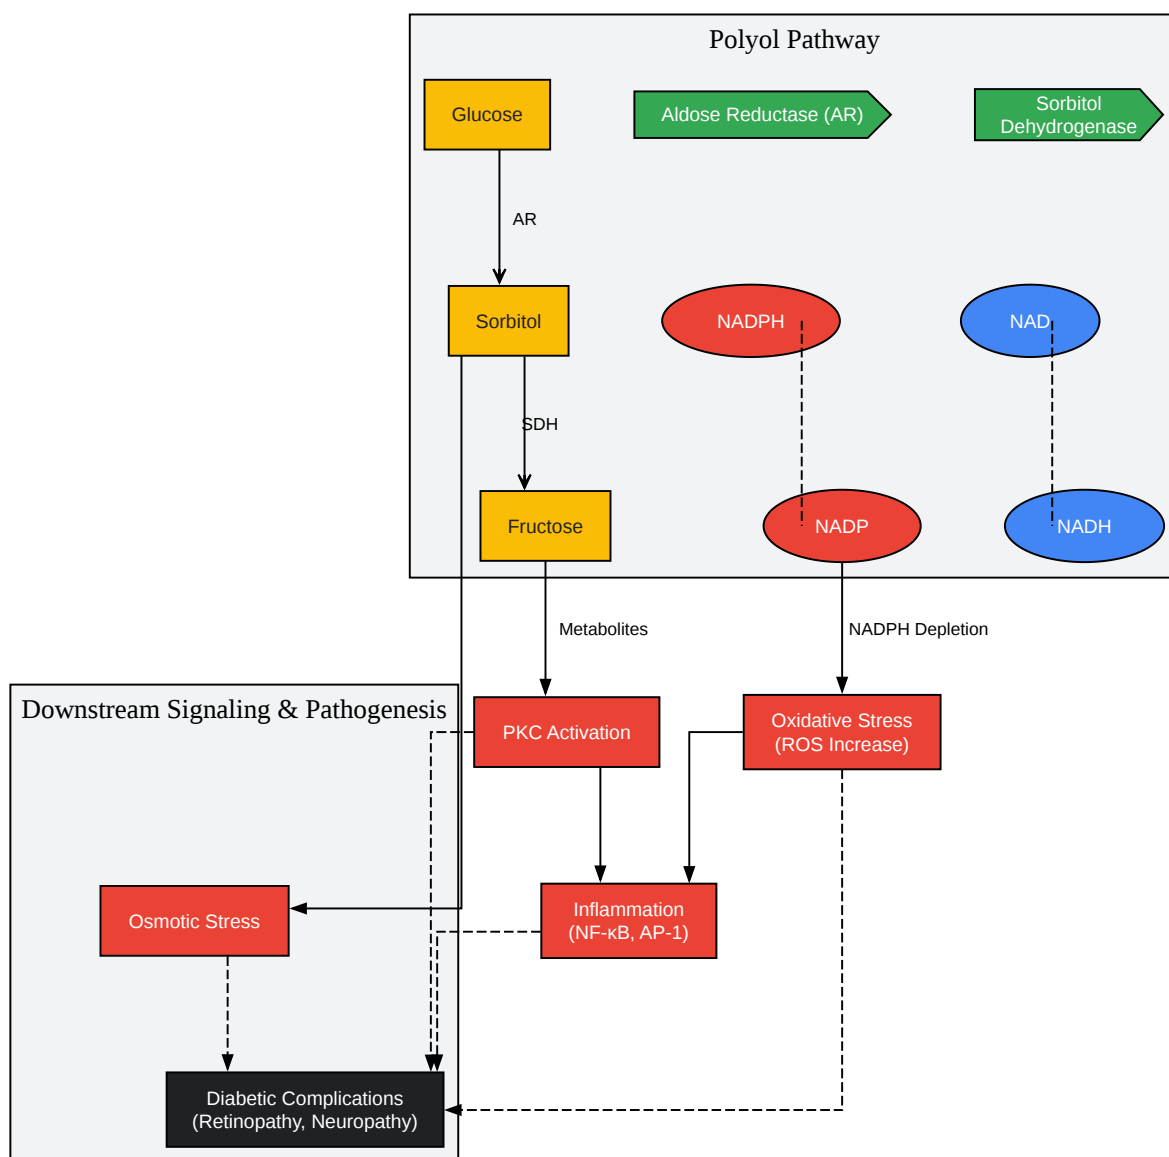 Polyol Pathway
Glucose
Aldose Reductase (AR)
Sorbitol
Dehydrogenase
AR
Sorbitol
NADPH
NAD
SDH
Fructose
NADP
NADH
Metabolites
NADPH Depletion
Downstream Signaling & Pathogenesis
PKC Activation
Oxidative Stress
(ROS Increase)
Osmotic Stress
Inflammation
(NF-κB, AP-1)
Diabetic Complications
(Retinopathy, Neuropathy)